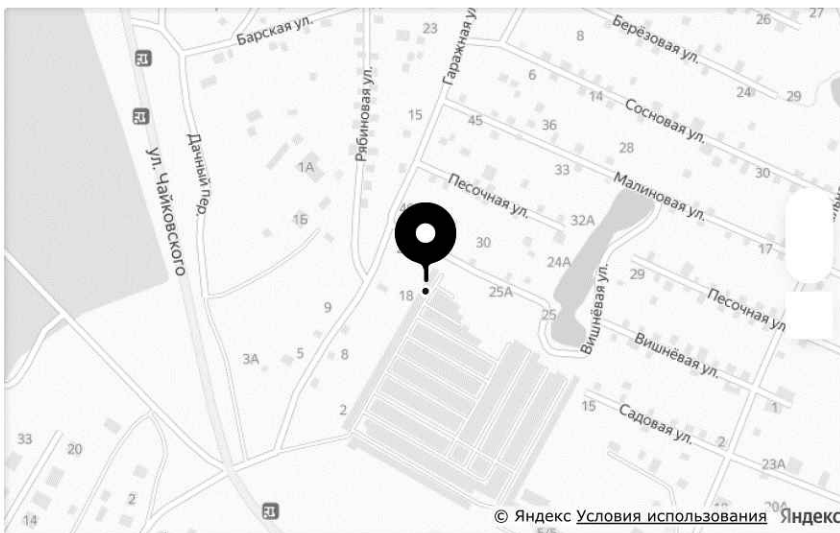 Барская ул.
23
Гаражная ул
8
Берёзовая ул.
26
27
6
14
24
29
Сосновая ул.
Рябиновая ул.
15
45
36
28
Дачный пер.
ул. Чайковского
1А
33
30
Песочная ул.
Малиновая ул.
1Б
32А
30
17
24А
29
18
25А
25
Вишнёвая ул.
Песочная ул.
9
Вишнёвая ул.
3А
5
8
2
15
1
Садовая ул.
33
20
2
23А
2
14
© Яндекс Условия использования Яндекс